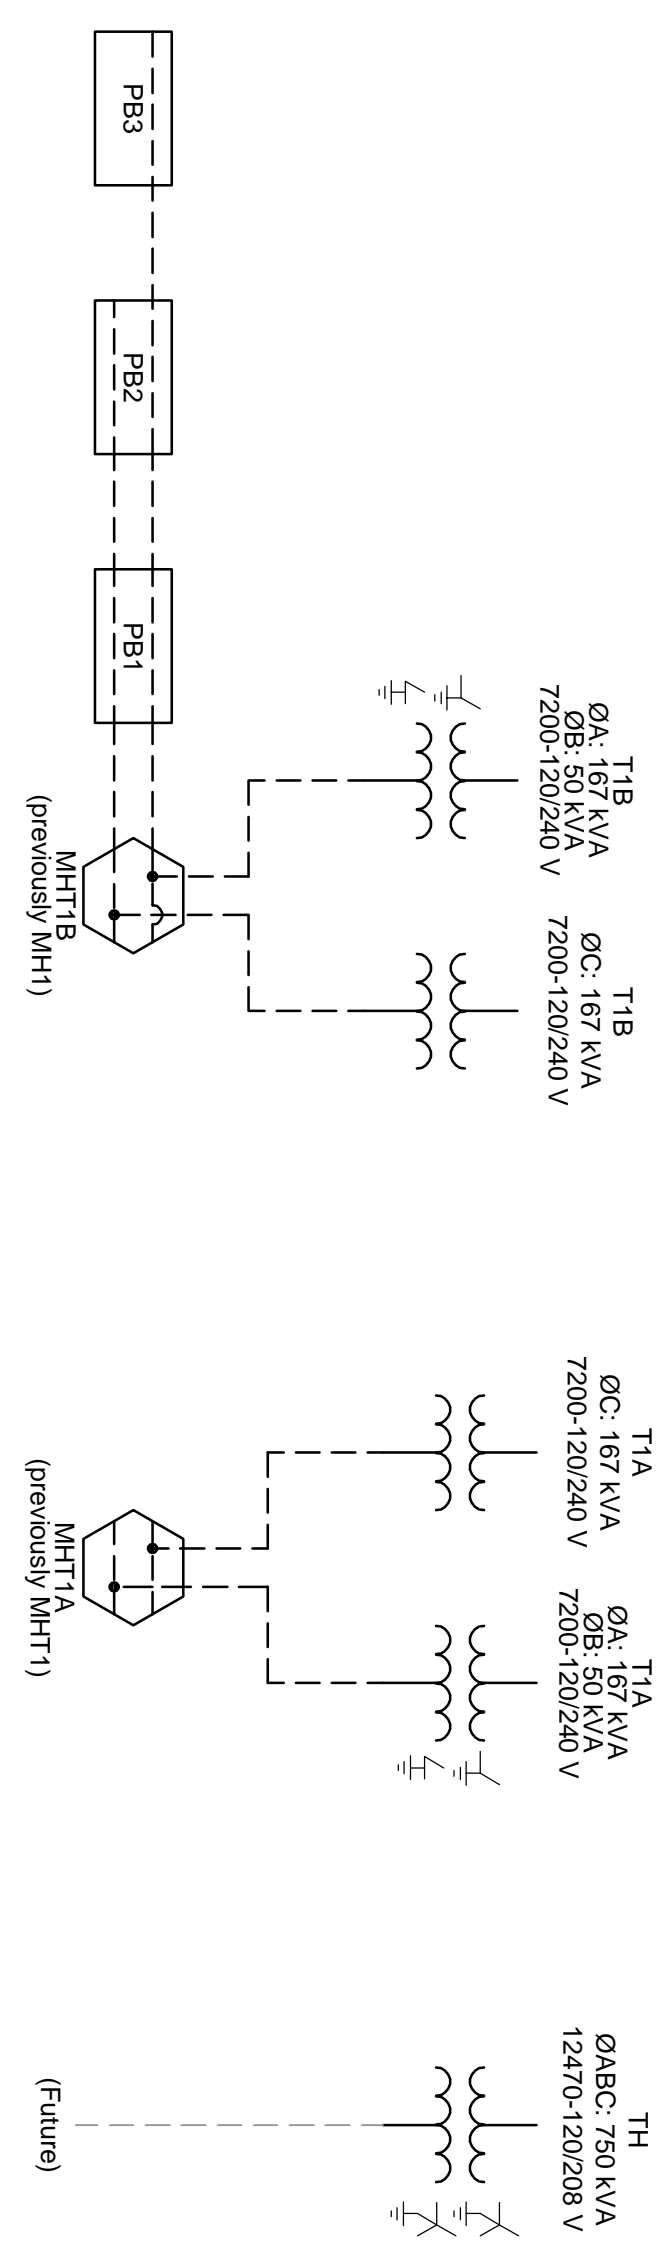 PB3
PB2
PB1
T1B
ØA: 167 kVA
ØB: 50 kVA
7200-120/240 V
T1B
ØC: 167 kVA
7200-120/240 V
MHT1B
(previously MH1)
T1A
ØC: 167 kVA
7200-120/240 V
T1A
ØA: 167 kVA
ØB: 50 kVA
7200-120/240 V
MHT1A
(previously MHT1)
TH
ØABC: 750 kVA
12470-120/208 V
(Future)